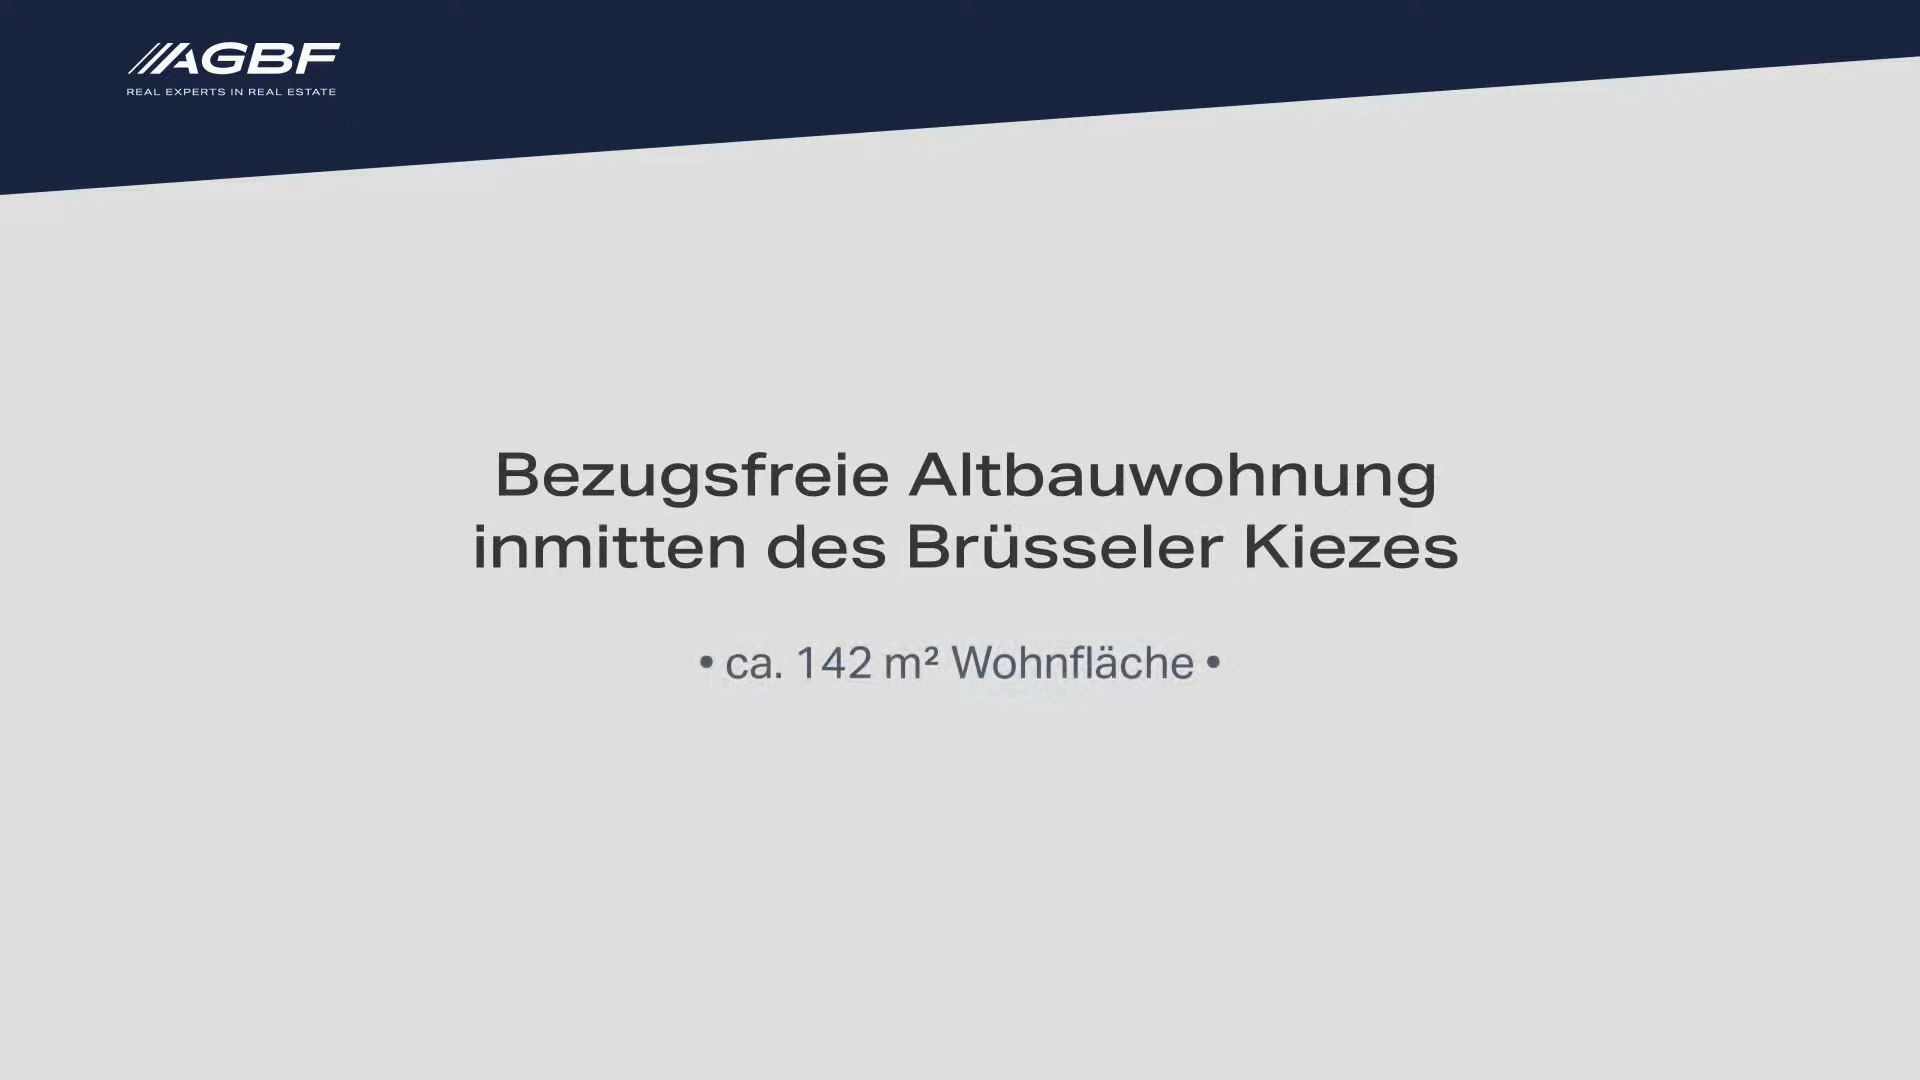 AGBF
REAL EXPERTS IN REAL ESTATE
Bezugsfreie Altbauwohnung
inmitten des Brüsseler Kiezes
• ca. 142 m² Wohnfläche •